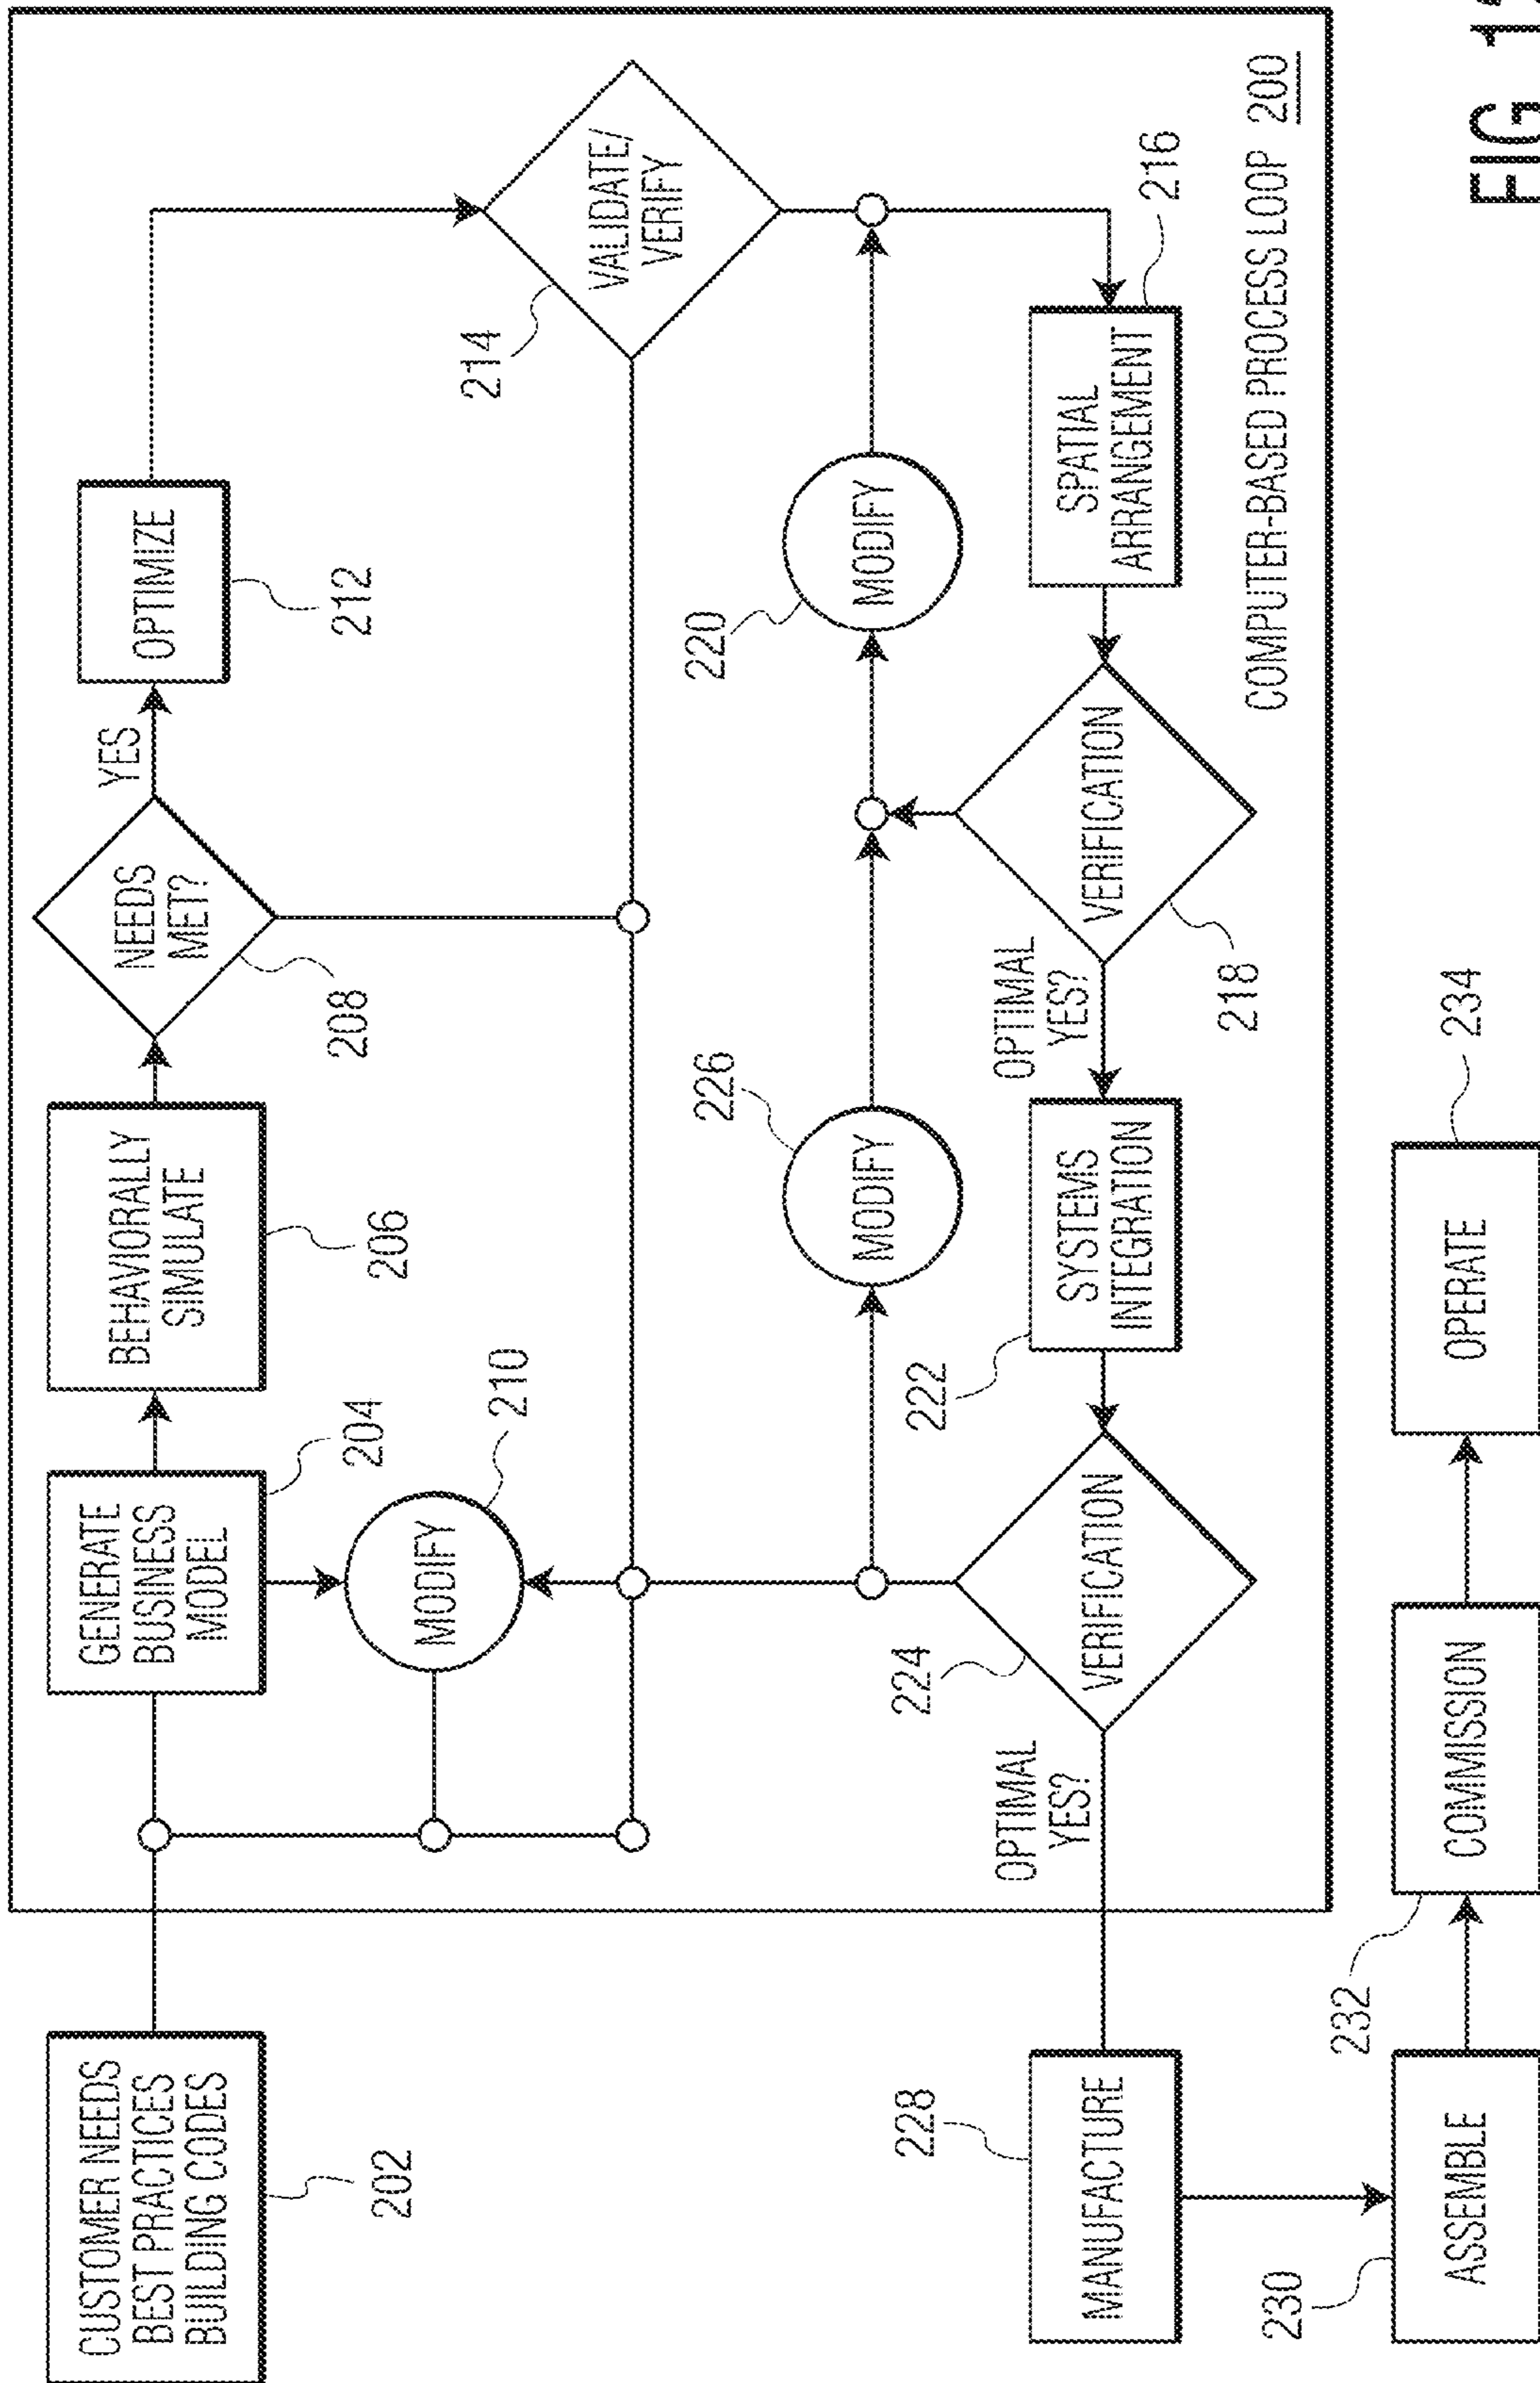 CUSTOMER NEEDS
BEST PRACTICES
BUILDING CODES
202
GENERATE
BUSINESS
MODEL
204
BEHAVIORALLY
SIMULATE
206
NEEDS
MET?
208
YES
OPTIMIZE
212
MODIFY
210
VALIDATE/
VERIFY
214
MODIFY
226
MODIFY
220
SPATIAL
ARRANGEMENT
216
VERIFICATION
218
OPTIMAL
YES?
SYSTEMS
INTEGRATION
222
VERIFICATION
224
OPTIMAL
YES?
COMPUTER-BASED PROCESS LOOP 200
MANUFACTURE
228
ASSEMBLE
230
COMMISSION
232
OPERATE
234
FIG